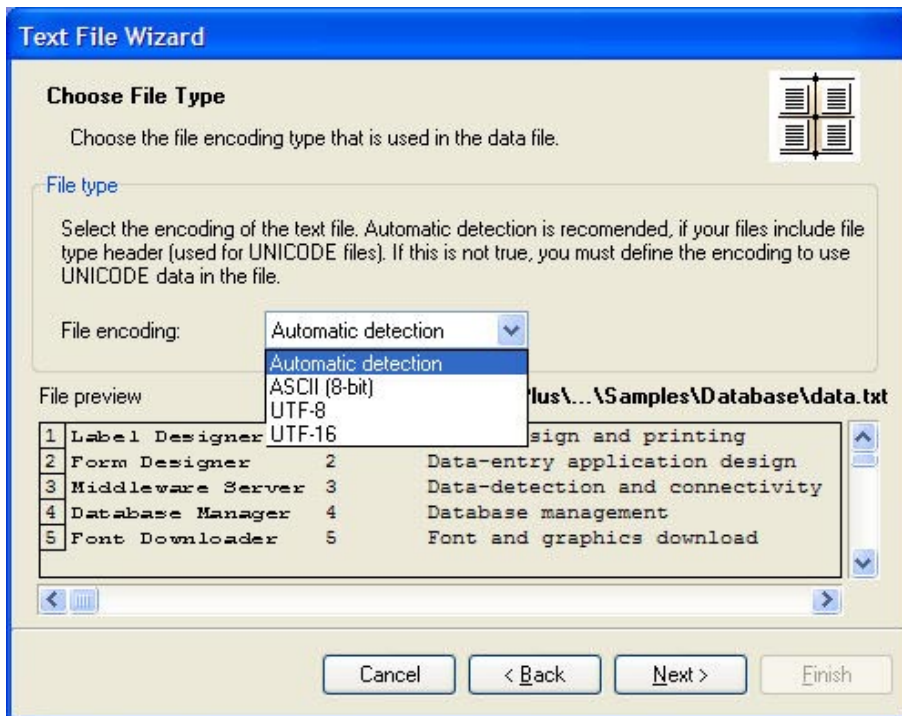 Text File Wizard
Choose File Type
Choose the file encoding type that is used in the data file.
File type
Select the encoding of the text file. Automatic detection is recomended, if your files include file
type header (used for UNICODE files). If this is not true, you must define the encoding to use
UNICODE data in the file.
File encoding: Automatic detection
Automatic detection
ASCII (8-bit)
UTF-8
UTF-16
File preview lus\...\Samples\Database\data.txt
1 Label Designer sign and printing
2 Form Designer 2 Data-entry application design
3 Middleware Server 3 Data-detection and connectivity
4 Database Manager 4 Database management
5 Font Downloader 5 Font and graphics download
Cancel < Back Next > Finish